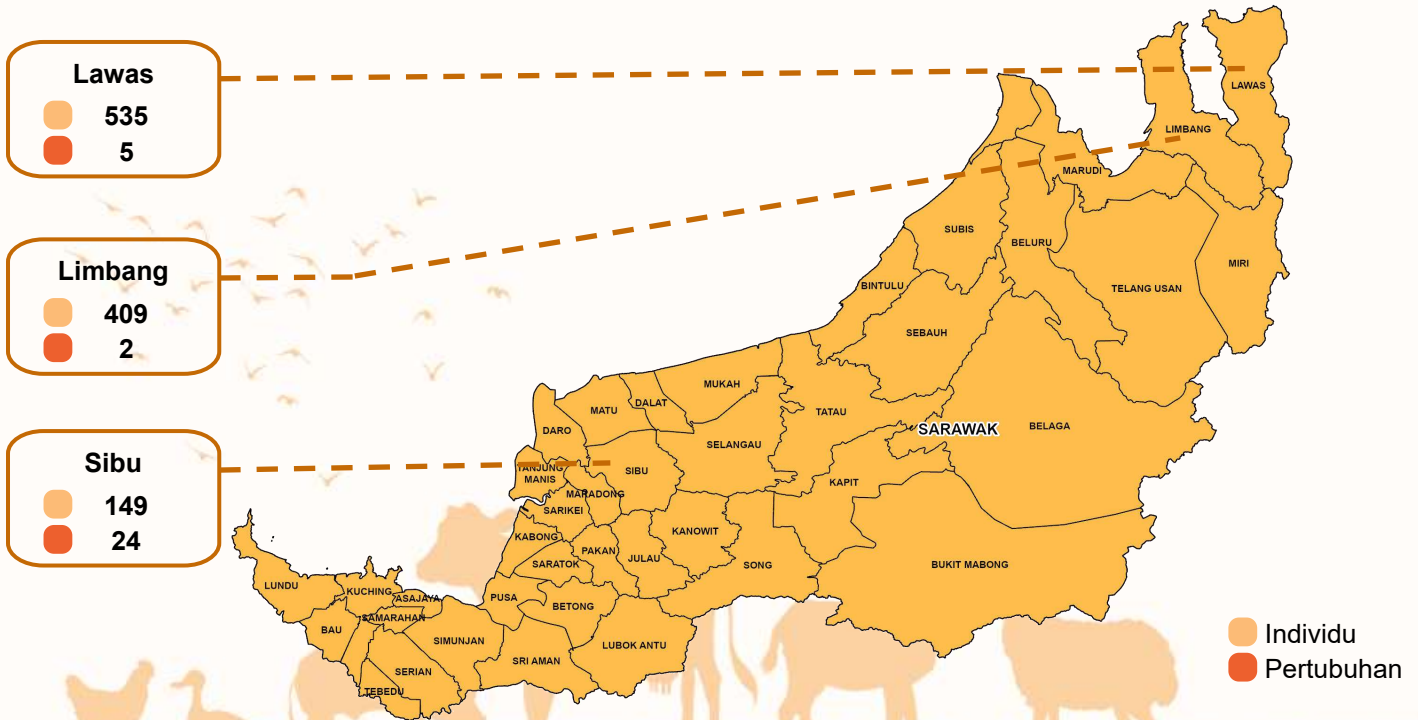 Lawas
535
5
Limbang
409
2
Sibu
149
24
LAWAS
LIMBANG
MARUDI
SUBIS
BELURU
MIRI
BINTULU
TELANG USAN
SEBAUH
MUKAH
DALAT
MATU
TATAU
DARO
SARAWAK
BELAGA
SELANGAU
TANJUNG
MANIS
SIBU
KAPIT
MARADONG
SARIKEI
KABONG
KANOWIT
PAKAN
JULAU
SARATOK
SONG
BUKIT MABONG
LUNDU
KUCHING
ASAJAYA
PUSA
BETONG
SAMARAHAN
BAU
SIMUNJAN
LUBOK ANTU
SRI AMAN
SERIAN
TEBEDU
Individu
Pertubuhan